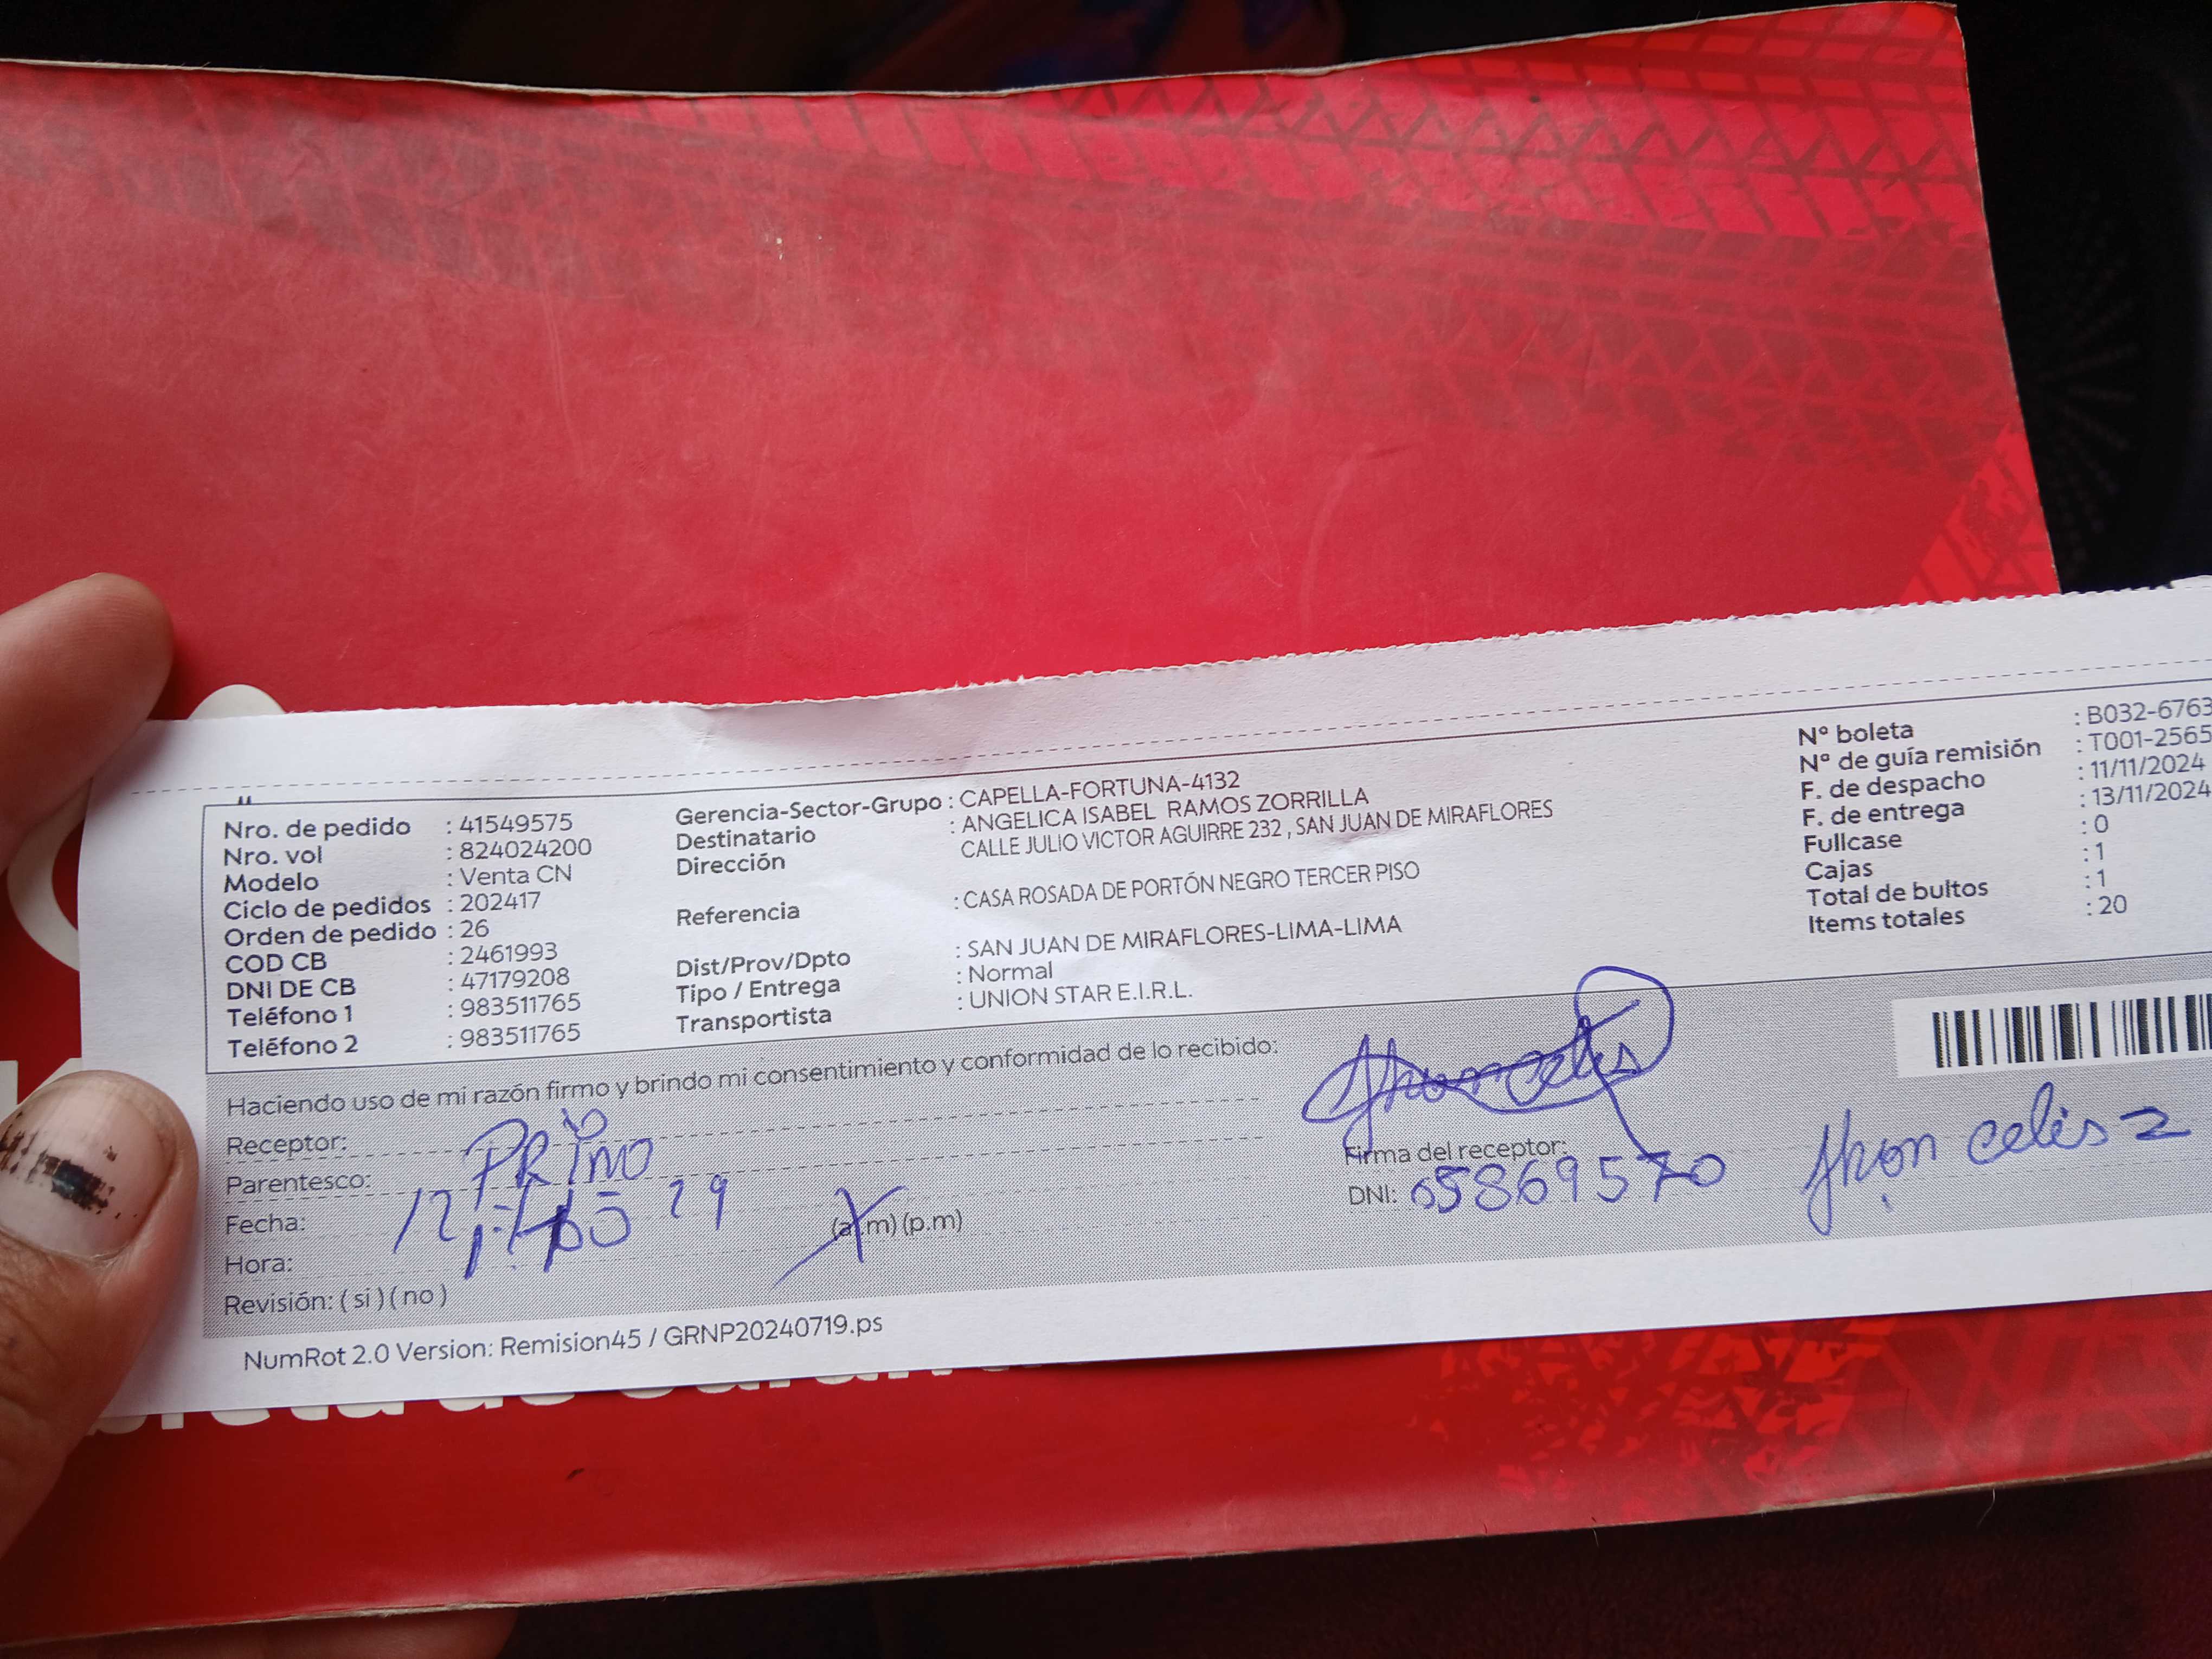 Nro. de pedido : 41549575
Nro. vol : 824024200
Modelo : Venta CN
Ciclo de pedidos : 202417
Orden de pedido : 26
COD CB : 2461993
DNI DE CB : 47179208
Teléfono 1 : 983511765
Teléfono 2 : 983511765
Gerencia-Sector-Grupo : CAPELLA-FORTUNA-4132
Destinatario : ANGELICA ISABEL RAMOS ZORRILLA
Dirección CALLE JULIO VICTOR AGUIRRE 232 , SAN JUAN DE MIRAFLORES
Referencia : CASA ROSADA DE PORTÓN NEGRO TERCER PISO
Dist/Prov/Dpto : SAN JUAN DE MIRAFLORES-LIMA-LIMA
Tipo / Entrega : Normal
Transportista : UNION STAR E.I.R.L.
N° boleta : B032-6763
N° de guía remisión : T001-2565
F. de despacho : 11/11/2024
F. de entrega : 13/11/2024
Fullcase : 0
Cajas : 1
Total de bultos : 1
Items totales : 20
Haciendo uso de mi razón firmo y brindo mi consentimiento y conformidad de lo recibido:
Receptor:
Parentesco: PRIMO
Fecha:
Hora: (a.m) (p.m)
Revisión: ( si ) ( no )
Firma del receptor:
DNI: 05869570
Jhon celis
NumRot 2.0 Version: Remision45 / GRNP20240719.ps